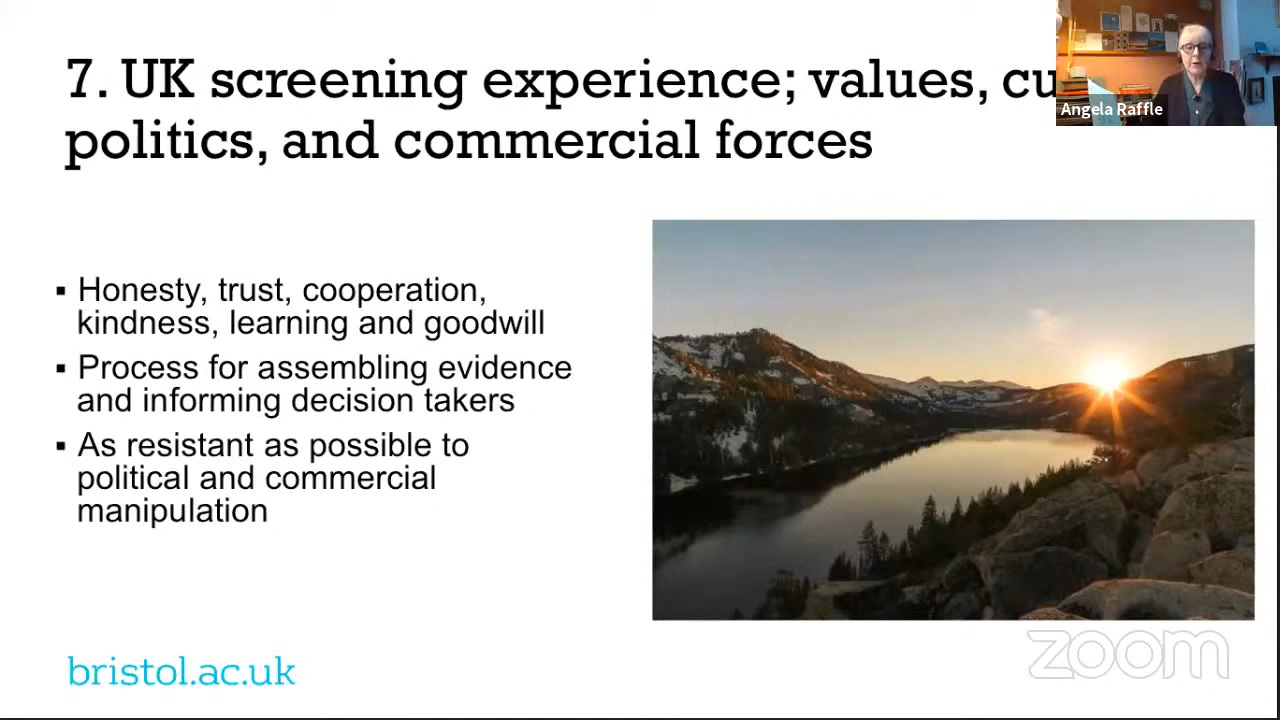 7. UK screening experience; values, cu
politics, and commercial forces
Angela Raffle
▪ Honesty, trust, cooperation,
kindness, learning and goodwill
▪ Process for assembling evidence
and informing decision takers
▪ As resistant as possible to
political and commercial
manipulation
bristol.ac.uk
zoom